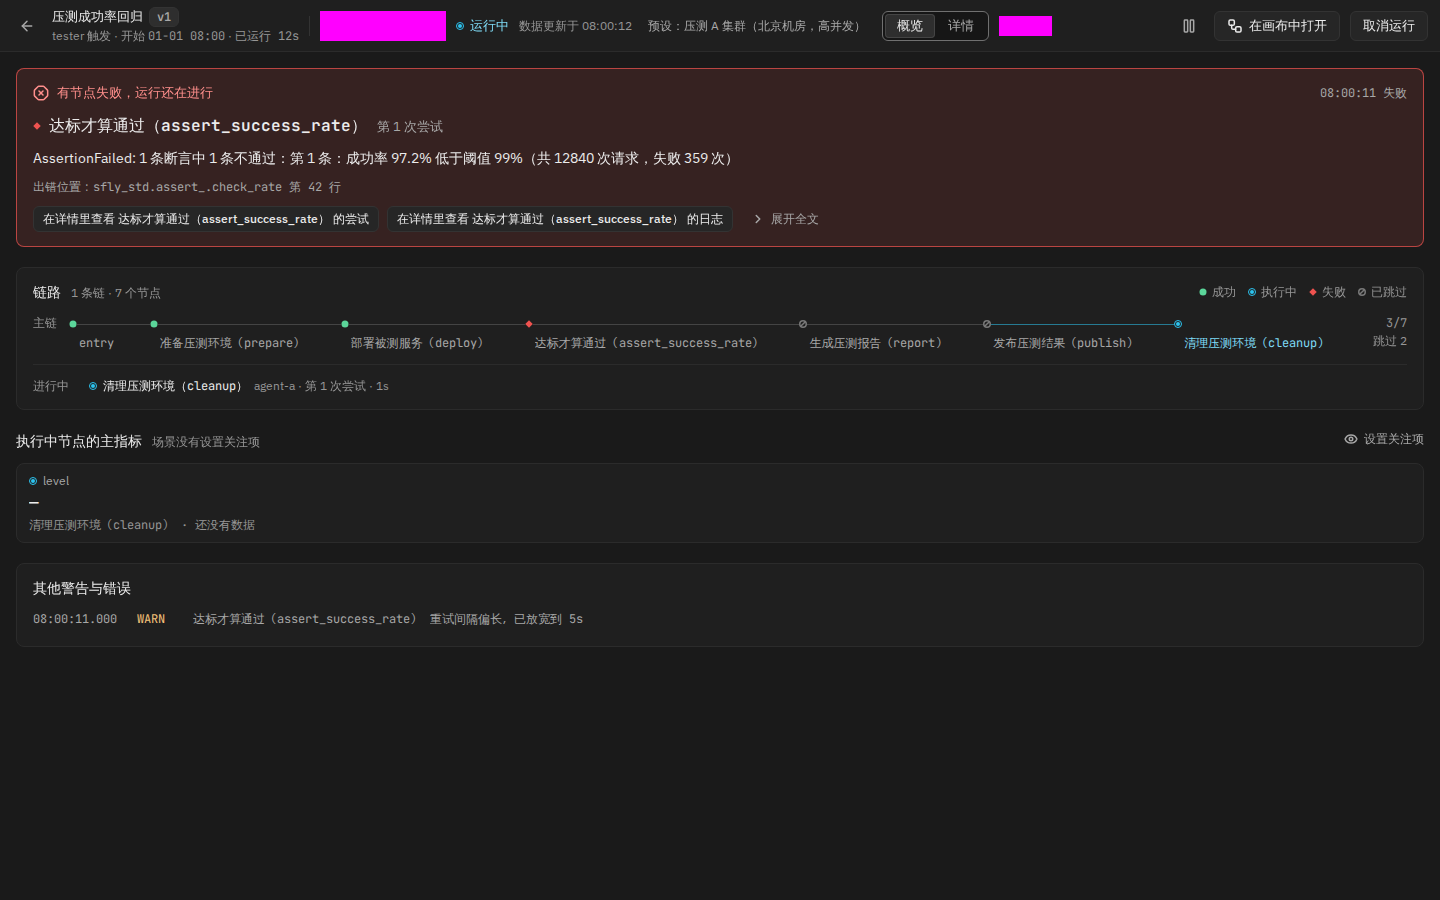 压测成功率回归 v1
tester 触发 · 开始 01-01 08:00 · 已运行 12s
运行中 数据更新于 08:00:12 预设：压测 A 集群（北京机房，高并发） 概览 详情
在画布中打开 取消运行
有节点失败，运行还在进行 08:00:11 失败
达标才算通过（assert_success_rate） 第 1 次尝试
AssertionFailed: 1 条断言中 1 条不通过：第 1 条：成功率 97.2% 低于阈值 99%（共 12840 次请求，失败 359 次）
出错位置：sfly_std.assert_.check_rate 第 42 行
在详情里查看 达标才算通过（assert_success_rate） 的尝试 在详情里查看 达标才算通过（assert_success_rate） 的日志 展开全文
链路 1 条链 · 7 个节点 成功 执行中 失败 已跳过
主链 3/7
entry 准备压测环境（prepare） 部署被测服务（deploy） 达标才算通过（assert_success_rate） 生成压测报告（report） 发布压测结果（publish） 清理压测环境（cleanup） 跳过 2
进行中 清理压测环境（cleanup） agent-a · 第 1 次尝试 · 1s
执行中节点的主指标 场景没有设置关注项 设置关注项
level
—
清理压测环境（cleanup） · 还没有数据
其他警告与错误
08:00:11.000 WARN 达标才算通过（assert_success_rate） 重试间隔偏长, 已放宽到 5s